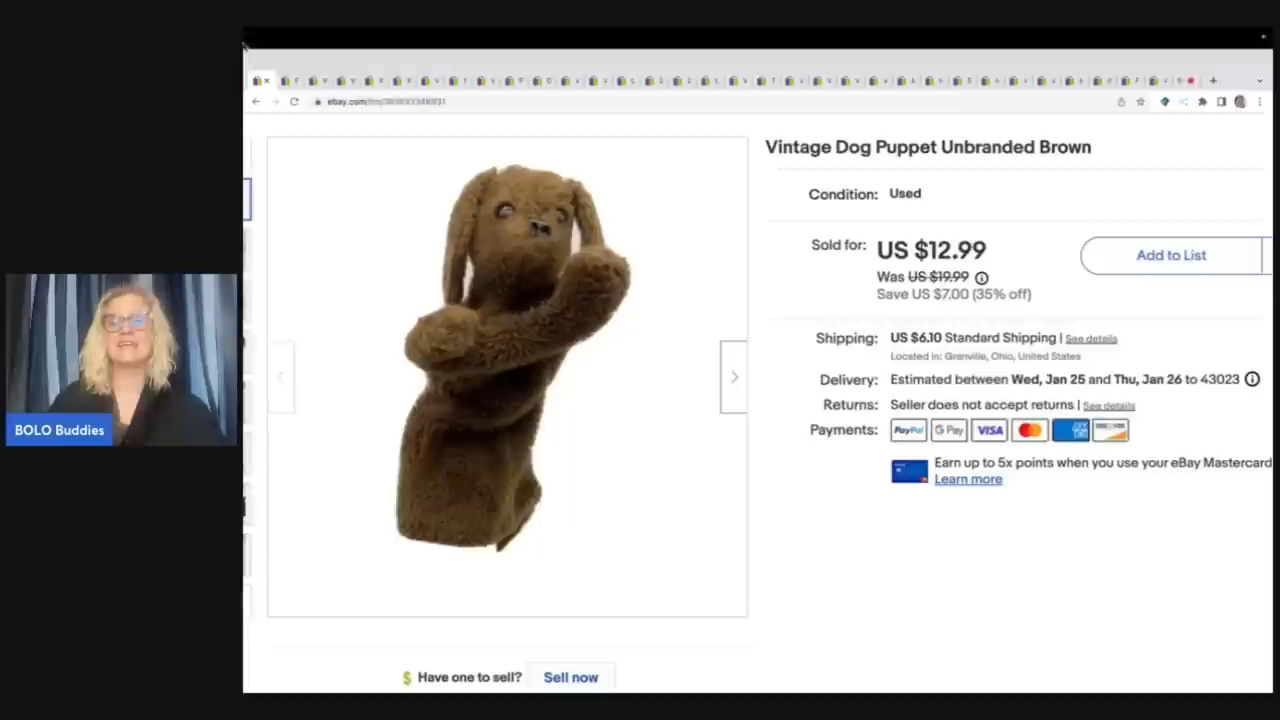 Vintage Dog Puppet Unbranded Brown
Condition: Used
Sold for: US $12.99
Add to List
Was US $19.99
Save US $7.00 (35% off)
Shipping: US $6.10 Standard Shipping | See details
Located in: Granville, Ohio, United States
Delivery: Estimated between Wed, Jan 25 and Thu, Jan 26 to 43023
Returns: Seller does not accept returns | See details
Payments: PayPal G Pay VISA
DISCOVER
Earn up to 5x points when you use your eBay Mastercard
Learn more
BOLO Buddies
$ Have one to sell? Sell now